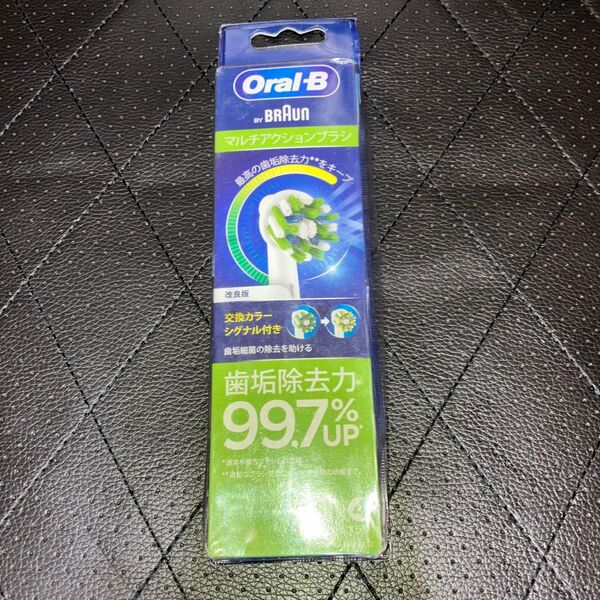 Oral-B
BY BRAUN
マルチアクションブラシ
最高の歯垢除去力**をキープ
改良版
交換カラー
シグナル付き
歯垢細菌の除去を助ける
歯垢除去力
99.7%UP*